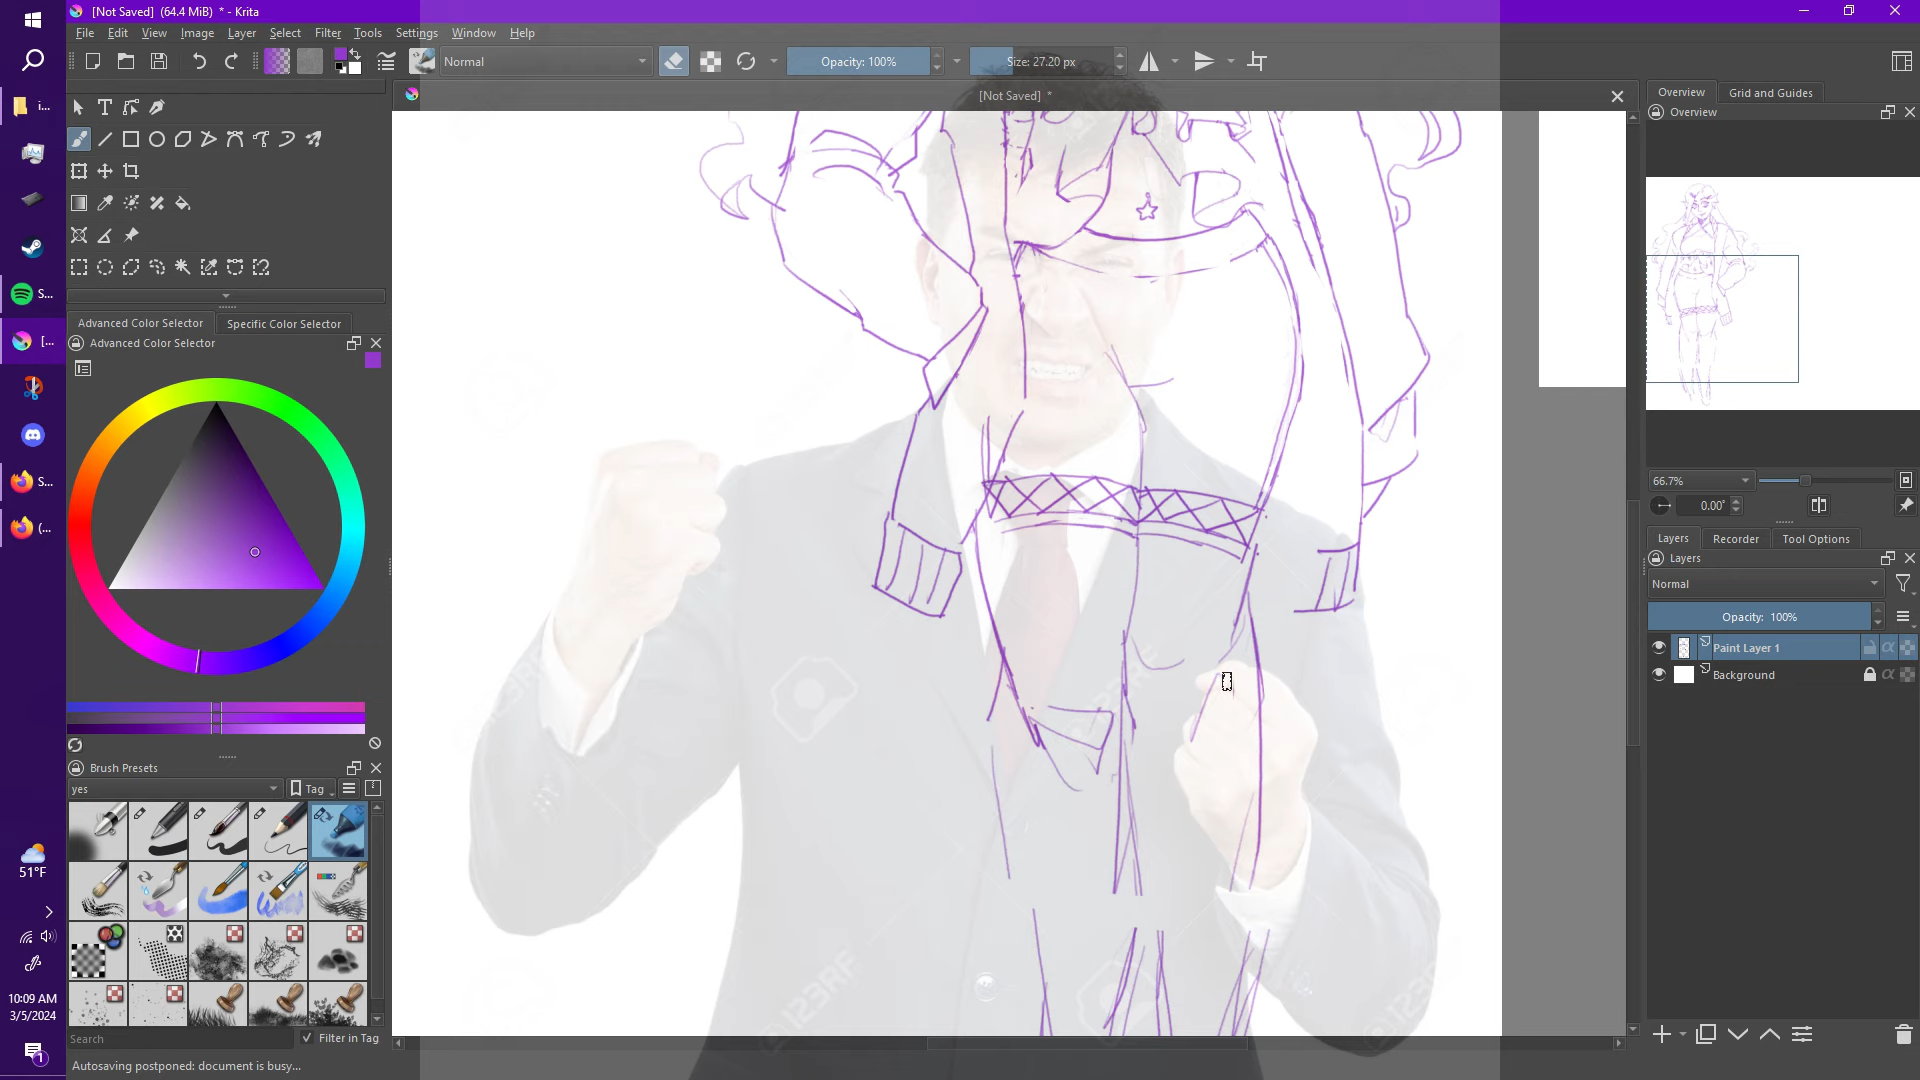 [Not Saved]  (64.4 MiB)  * - Krita
File Edit View Image Layer Select Filter Tools Settings Window Help
Normal
Opacity: 100%
Size: 27.20 px
[Not Saved]  *
Overview
Grid and Guides
Overview
i...
S...
[...
S...
(...
Advanced Color Selector
Specific Color Selector
Advanced Color Selector
66.7%
0.00°
Layers
Recorder
Tool Options
Layers
Normal
Opacity:  100%
Paint Layer 1
Background
Brush Presets
yes
Tag
51°F
10:09 AM
3/5/2024
1
Search
Filter in Tag
Autosaving postponed: document is busy...
123RF
123RF
123RF